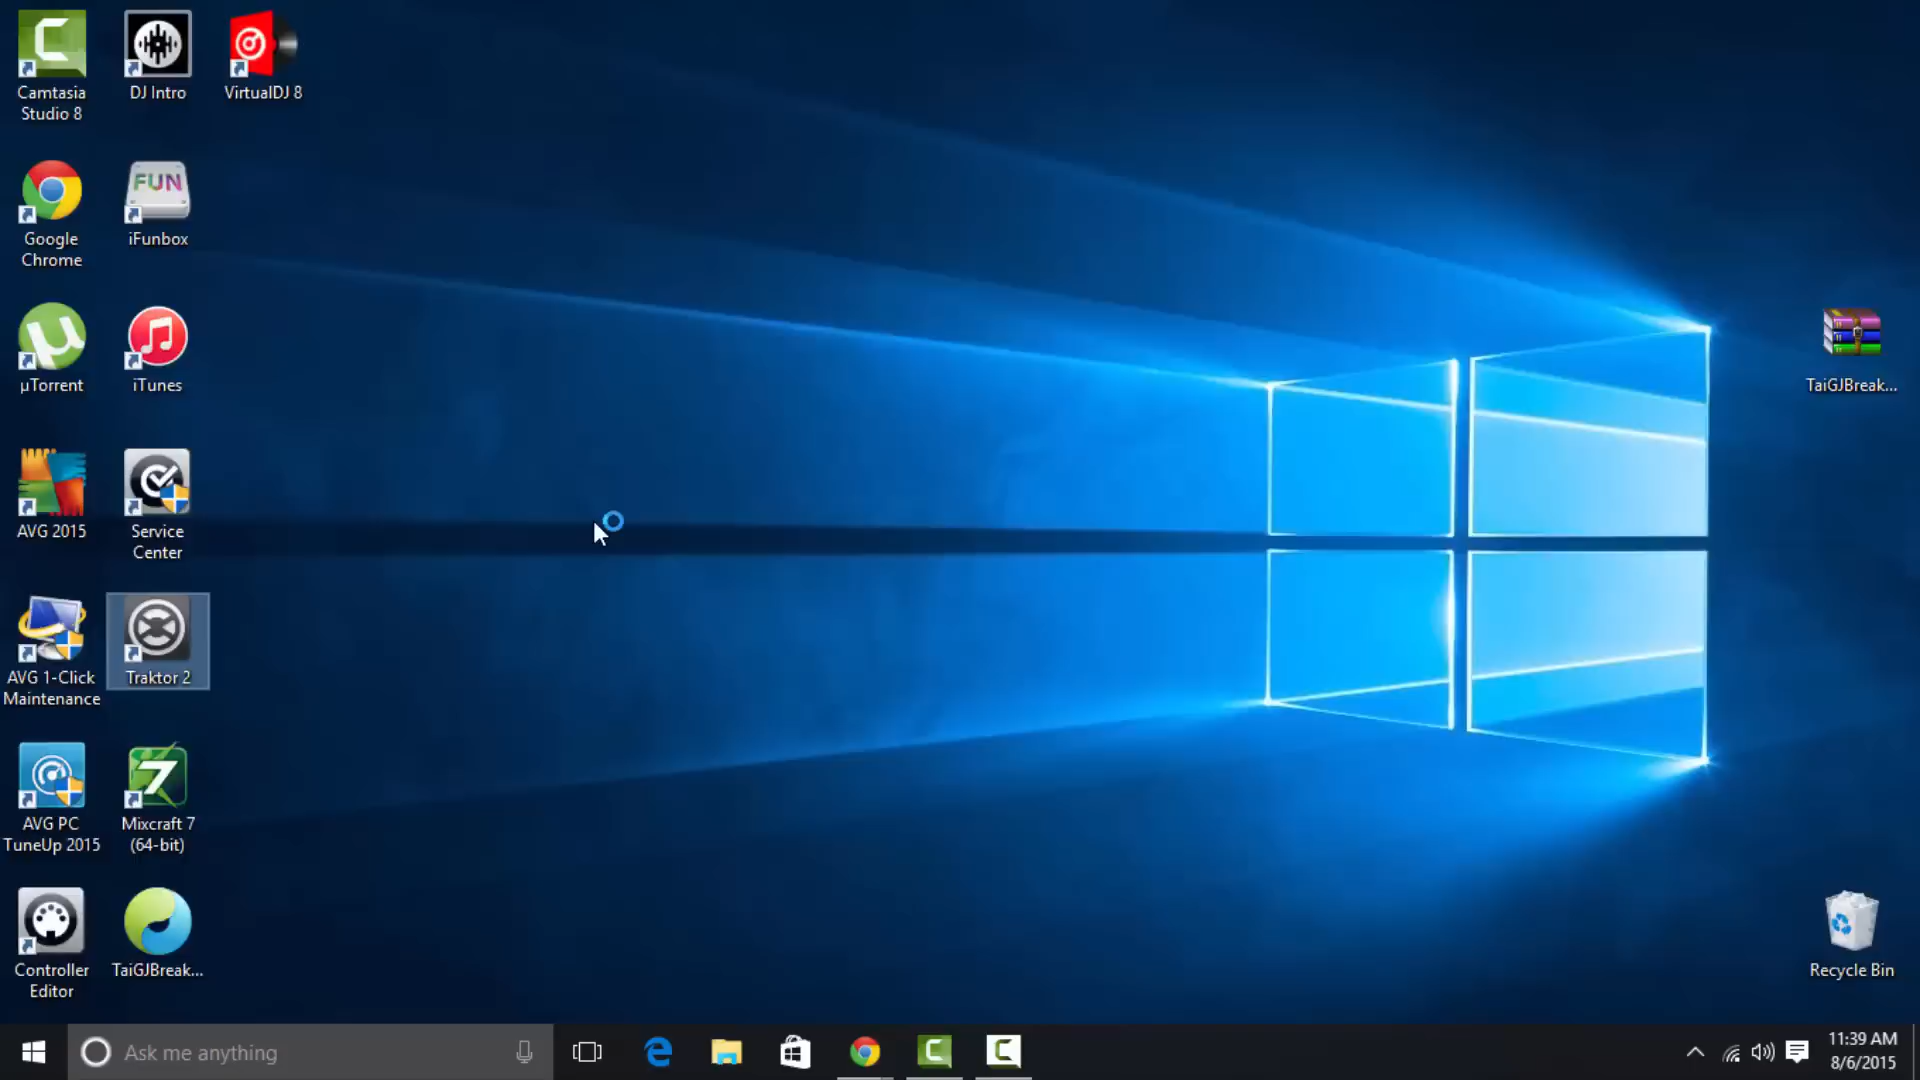 Camtasia
Studio 8
DJ Intro
VirtualDJ 8
Google
Chrome
FUN
iFunbox
µTorrent
iTunes
TaiGJBreak...
AVG 2015
Service
Center
AVG 1-Click
Maintenance
Traktor 2
AVG PC
TuneUp 2015
Mixcraft 7
(64-bit)
Controller
Editor
TaiGJBreak...
Recycle Bin
Ask me anything
11:39 AM
8/6/2015